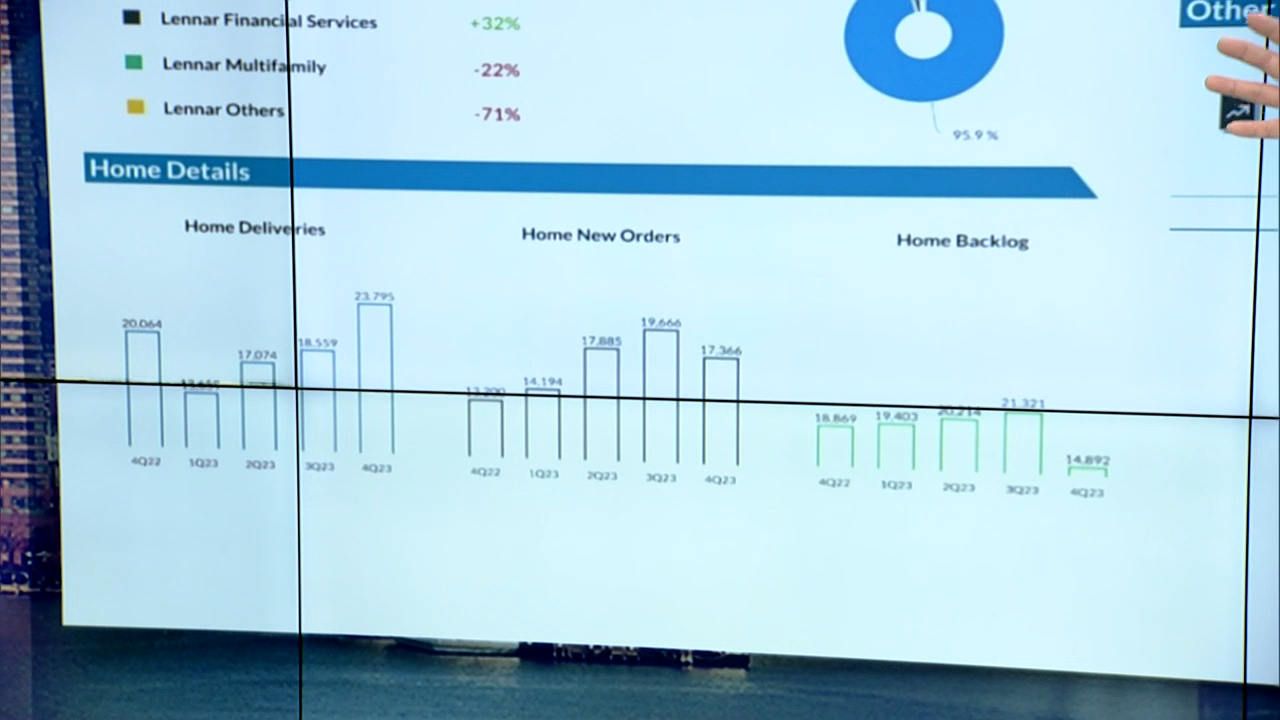 Lennar Financial Services +32%
Lennar Multifamily -22%
Lennar Others -71%
95.9%
Other
Home Details
Home Deliveries
Home New Orders
Home Backlog
20,064
17,074
18,559
23,795
4Q22 1Q23 2Q23 3Q23 4Q23
14,194
17,885
19,666
17,366
4Q22 1Q23 2Q23 3Q23 4Q23
18,869
19,403
21,321
14,892
4Q22 1Q23 2Q23 3Q23 4Q23